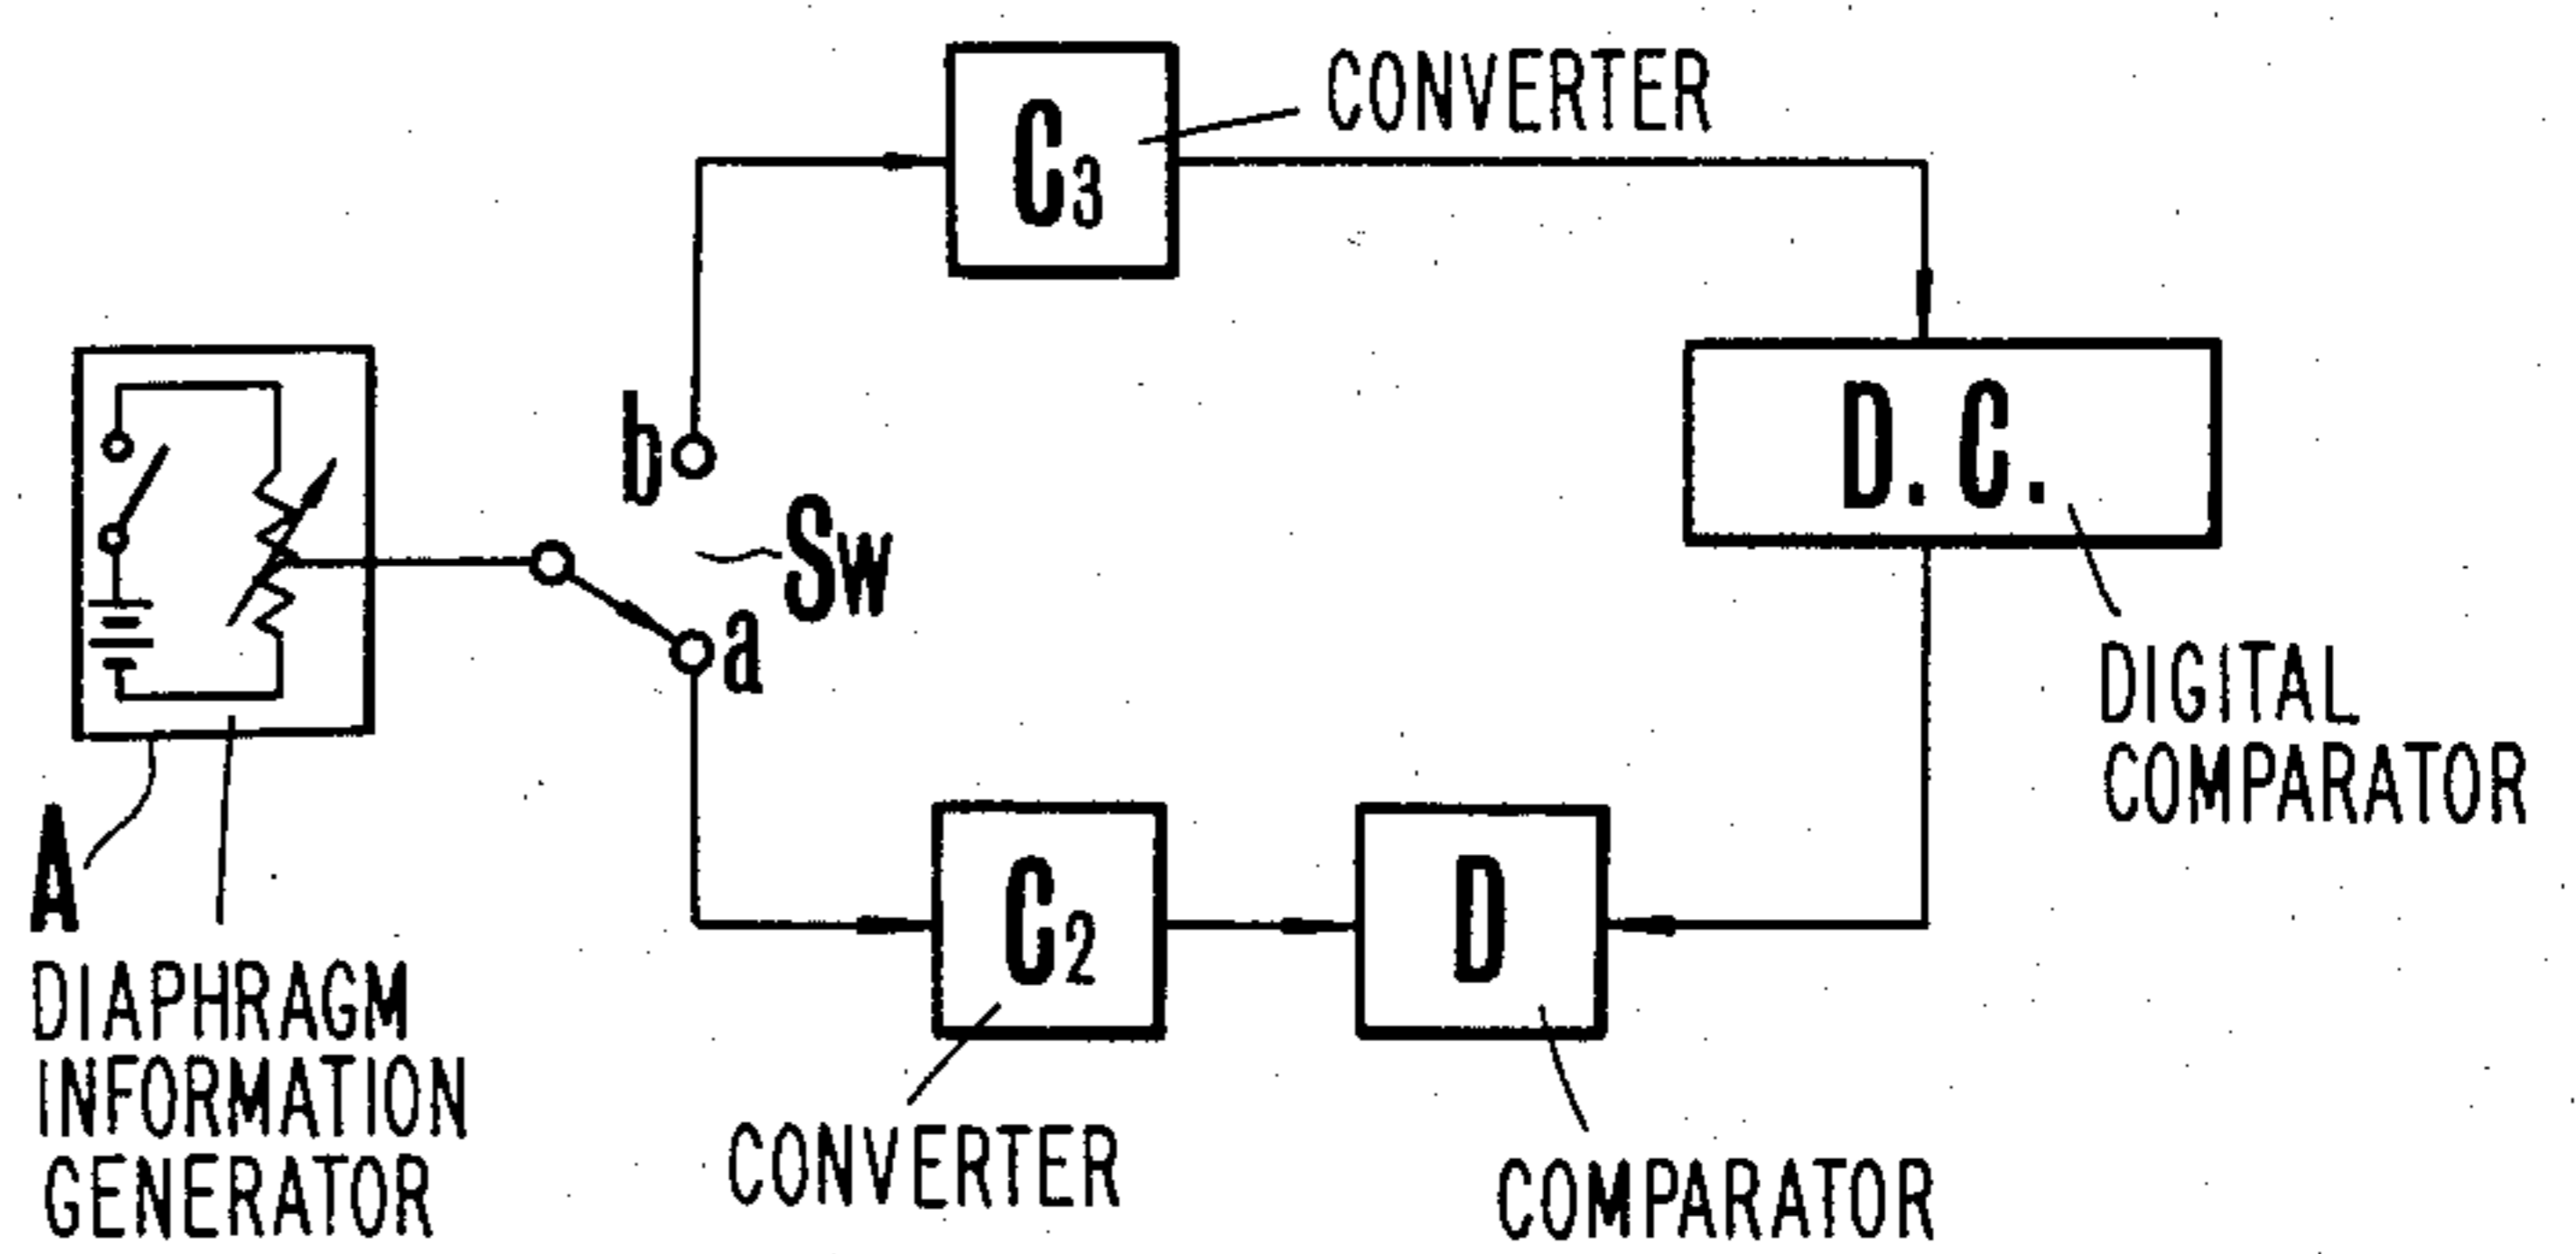 C3
CONVERTER
b
Sw
a
D.C.
DIGITAL
COMPARATOR
A
DIAPHRAGM
INFORMATION
GENERATOR
C2
CONVERTER
D
COMPARATOR